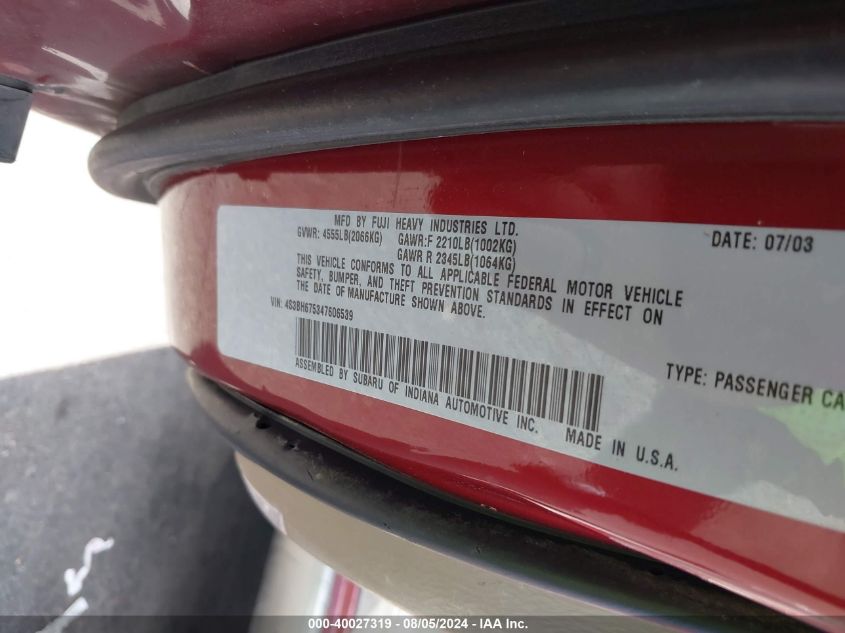 MFD BY FUJI HEAVY INDUSTRIES LTD.
DATE: 07/03
GVWR: 4555LB(2066KG) GAWR:F 2210LB(1002KG)
GAWR R 2345LB(1064KG)
THIS VEHICLE CONFORMS TO ALL APPLICABLE FEDERAL MOTOR VEHICLE
SAFETY, BUMPER, AND THEFT PREVENTION STANDARDS IN EFFECT ON
THE DATE OF MANUFACTURE SHOWN ABOVE.
VIN: 4S3BH675347606539
TYPE: PASSENGER CA
ASSEMBLED BY SUBARU OF INDIANA AUTOMOTIVE INC.
MADE IN U.S.A.
502 - 40027319 - 08/05/2024 - IAA Inc.